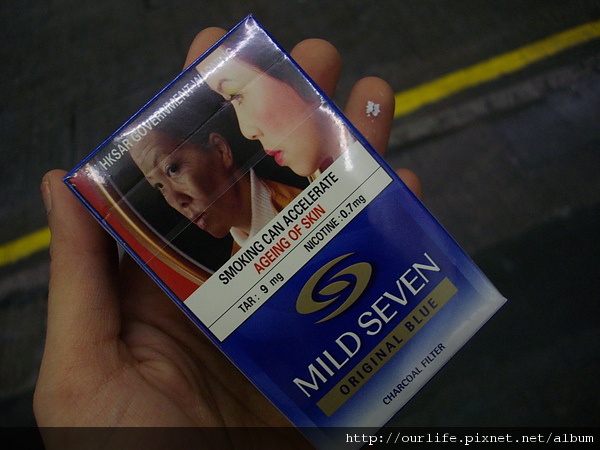 HKSAR GOVERNMENT
SMOKING CAN ACCELERATE
AGEING OF SKIN
TAR: 9 mg NICOTINE:0.7mg
MILD SEVEN
ORIGINAL BLUE
CHARCOAL FILTER
http://ourlife.pixnet.net/album